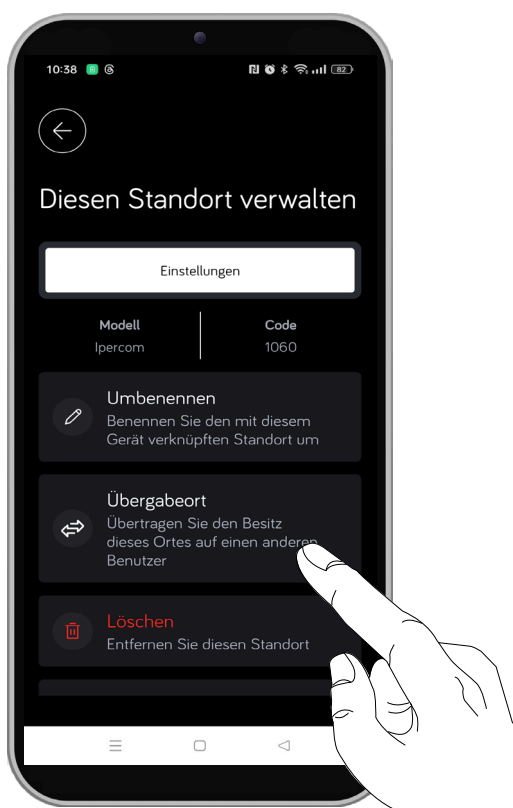 10:38
82
Diesen Standort verwalten
Einstellungen
Modell
Code
Ipercom
1060
Umbenennen
Benennen Sie den mit diesem
Gerät verknüpften Standort um
Übergabeort
Übertragen Sie den Besitz
dieses Ortes auf einen anderen
Benutzer
Löschen
Entfernen Sie diesen Standort